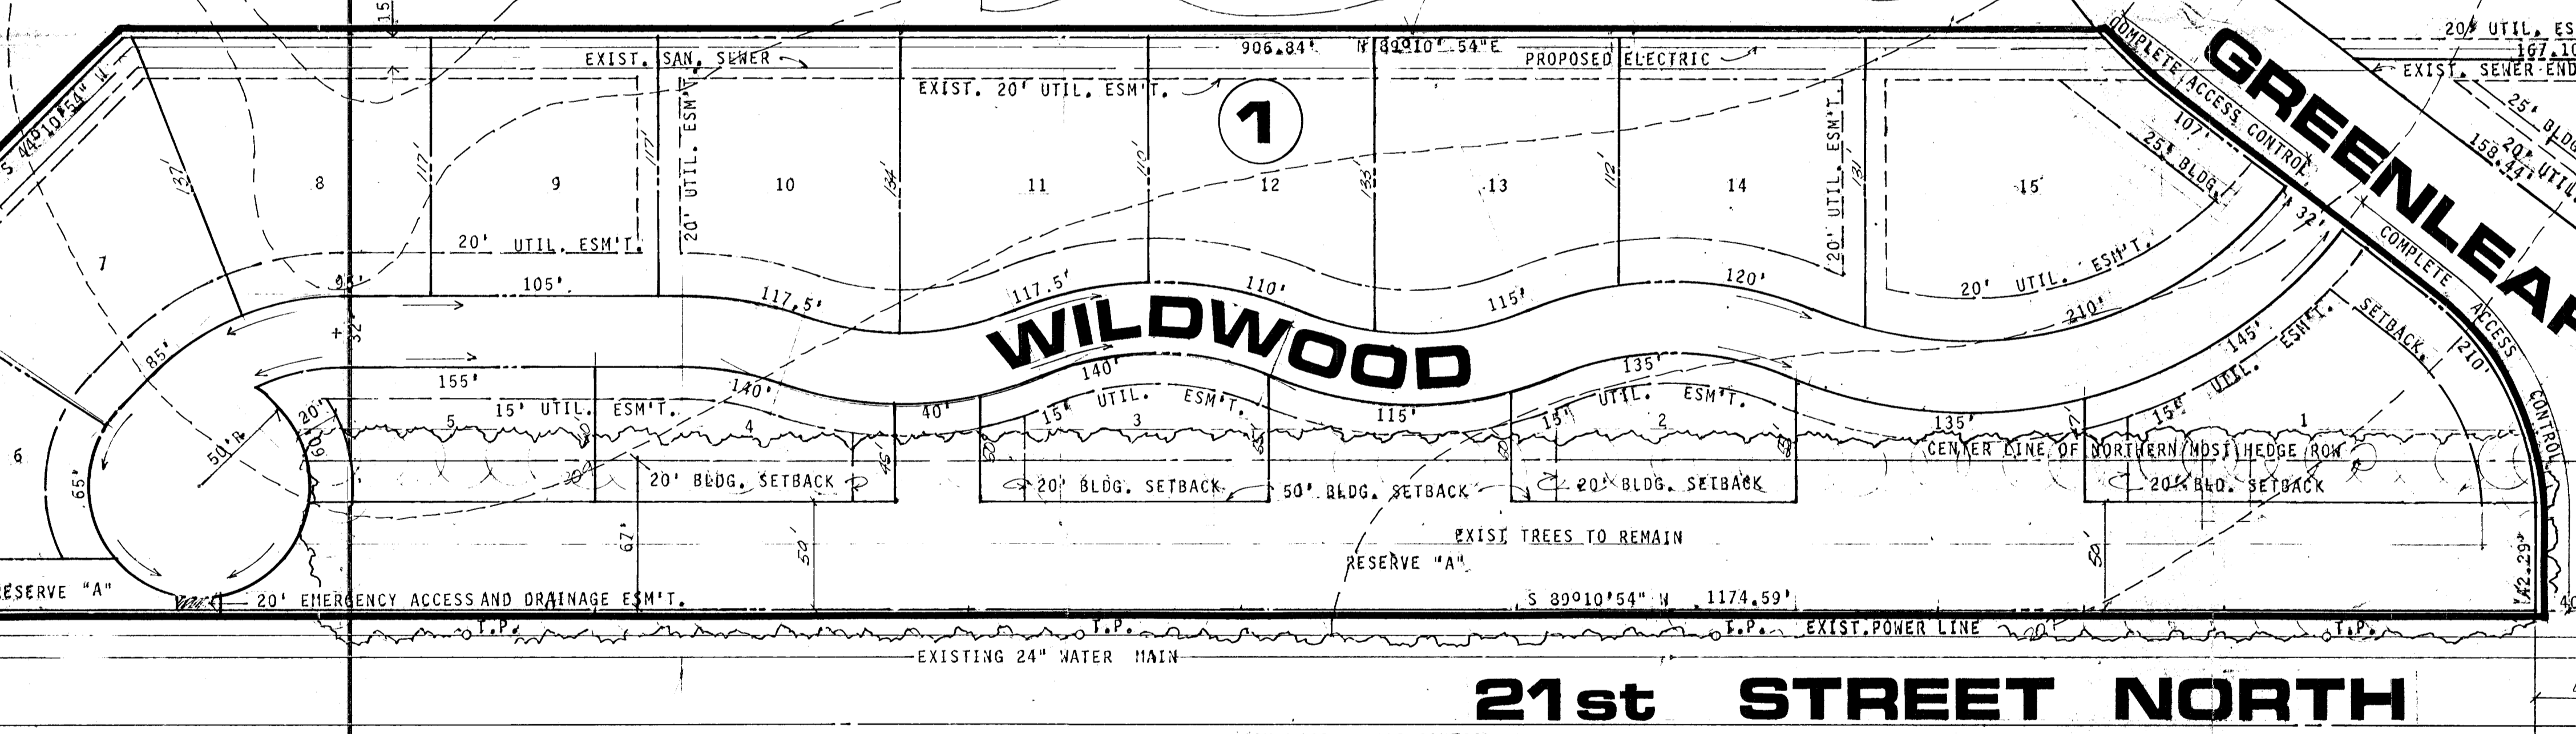 15
906.84' N 89º10'54"E
20' UTIL. ES
167.10
EXIST. SAN. SEWER
PROPOSED ELECTRIC
EXIST. SEWER END
COMPLETE ACCESS CONTROL
GREENLEAF
S 44º10'54" W
EXIST. 20' UTIL. ESM'T.
1
25' BLDG
20' UTIL
158.44'
107'
25' BLDG.
20' UTIL. ESM'T.
20' UTIL. ESM'T.
137'
117'
117'
134'
110'
133'
112'
131'
8
9
10
11
12
13
14
15
7
32'
20' UTIL. ESM'T.
20' UTIL. ESM'T.
COMPLETE ACCESS CONTROL
95'
105'
117.5'
117.5'
110'
115'
120'
210'
WILDWOOD
32'
85'
155'
140'
40'
140'
115'
135'
135'
145'
15' UTIL. ESM'T.
SETBACK
210'
20'
60'
15' UTIL. ESM'T.
15' UTIL. ESM'T.
15' UTIL. ESM'T.
5
4
3
2
1
6
50'R
65'
45'
CENTER LINE OF NORTHERN MOST HEDGE ROW
20' BLDG. SETBACK
20' BLDG. SETBACK
50' BLDG. SETBACK
20' BLDG. SETBACK
20' BLD. SETBACK
67'
50'
50'
EXIST TREES TO REMAIN
RESERVE "A"
42.29'
ESERVE "A"
20' EMERGENCY ACCESS AND DRAINAGE ESM'T.
S 89º10'54" W 1174.59'
40
T.P.
T.P.
T.P.
EXIST. POWER LINE
T.P.
EXISTING 24" WATER MAIN
21st STREET NORTH